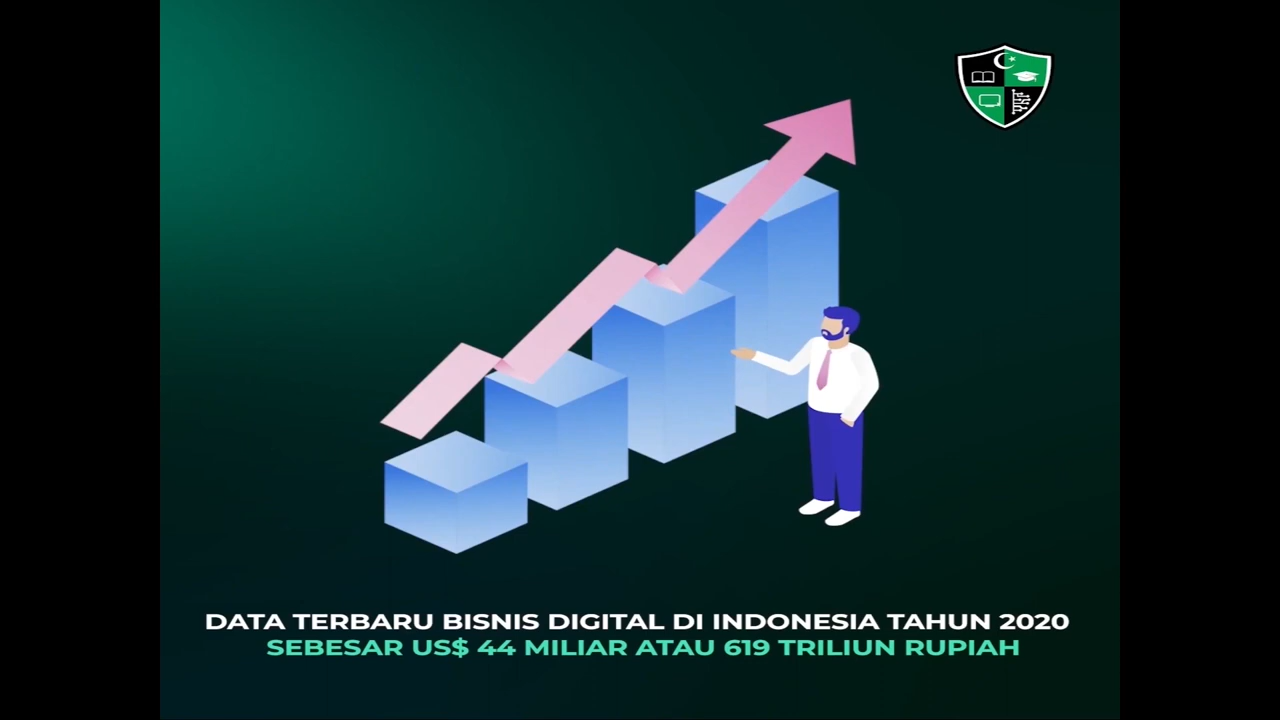 DATA TERBARU BISNIS DIGITAL DI INDONESIA TAHUN 2020
SEBESAR US$ 44 MILIAR ATAU 619 TRILIUN RUPIAH